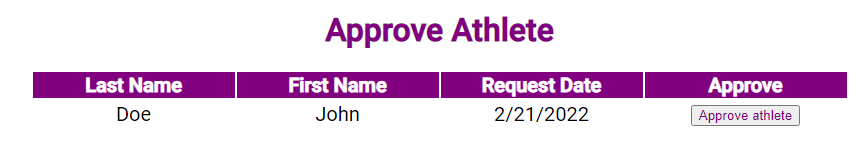 Approve Athlete
Last Name First Name Request Date Approve
Doe John 2/21/2022 Approve athlete